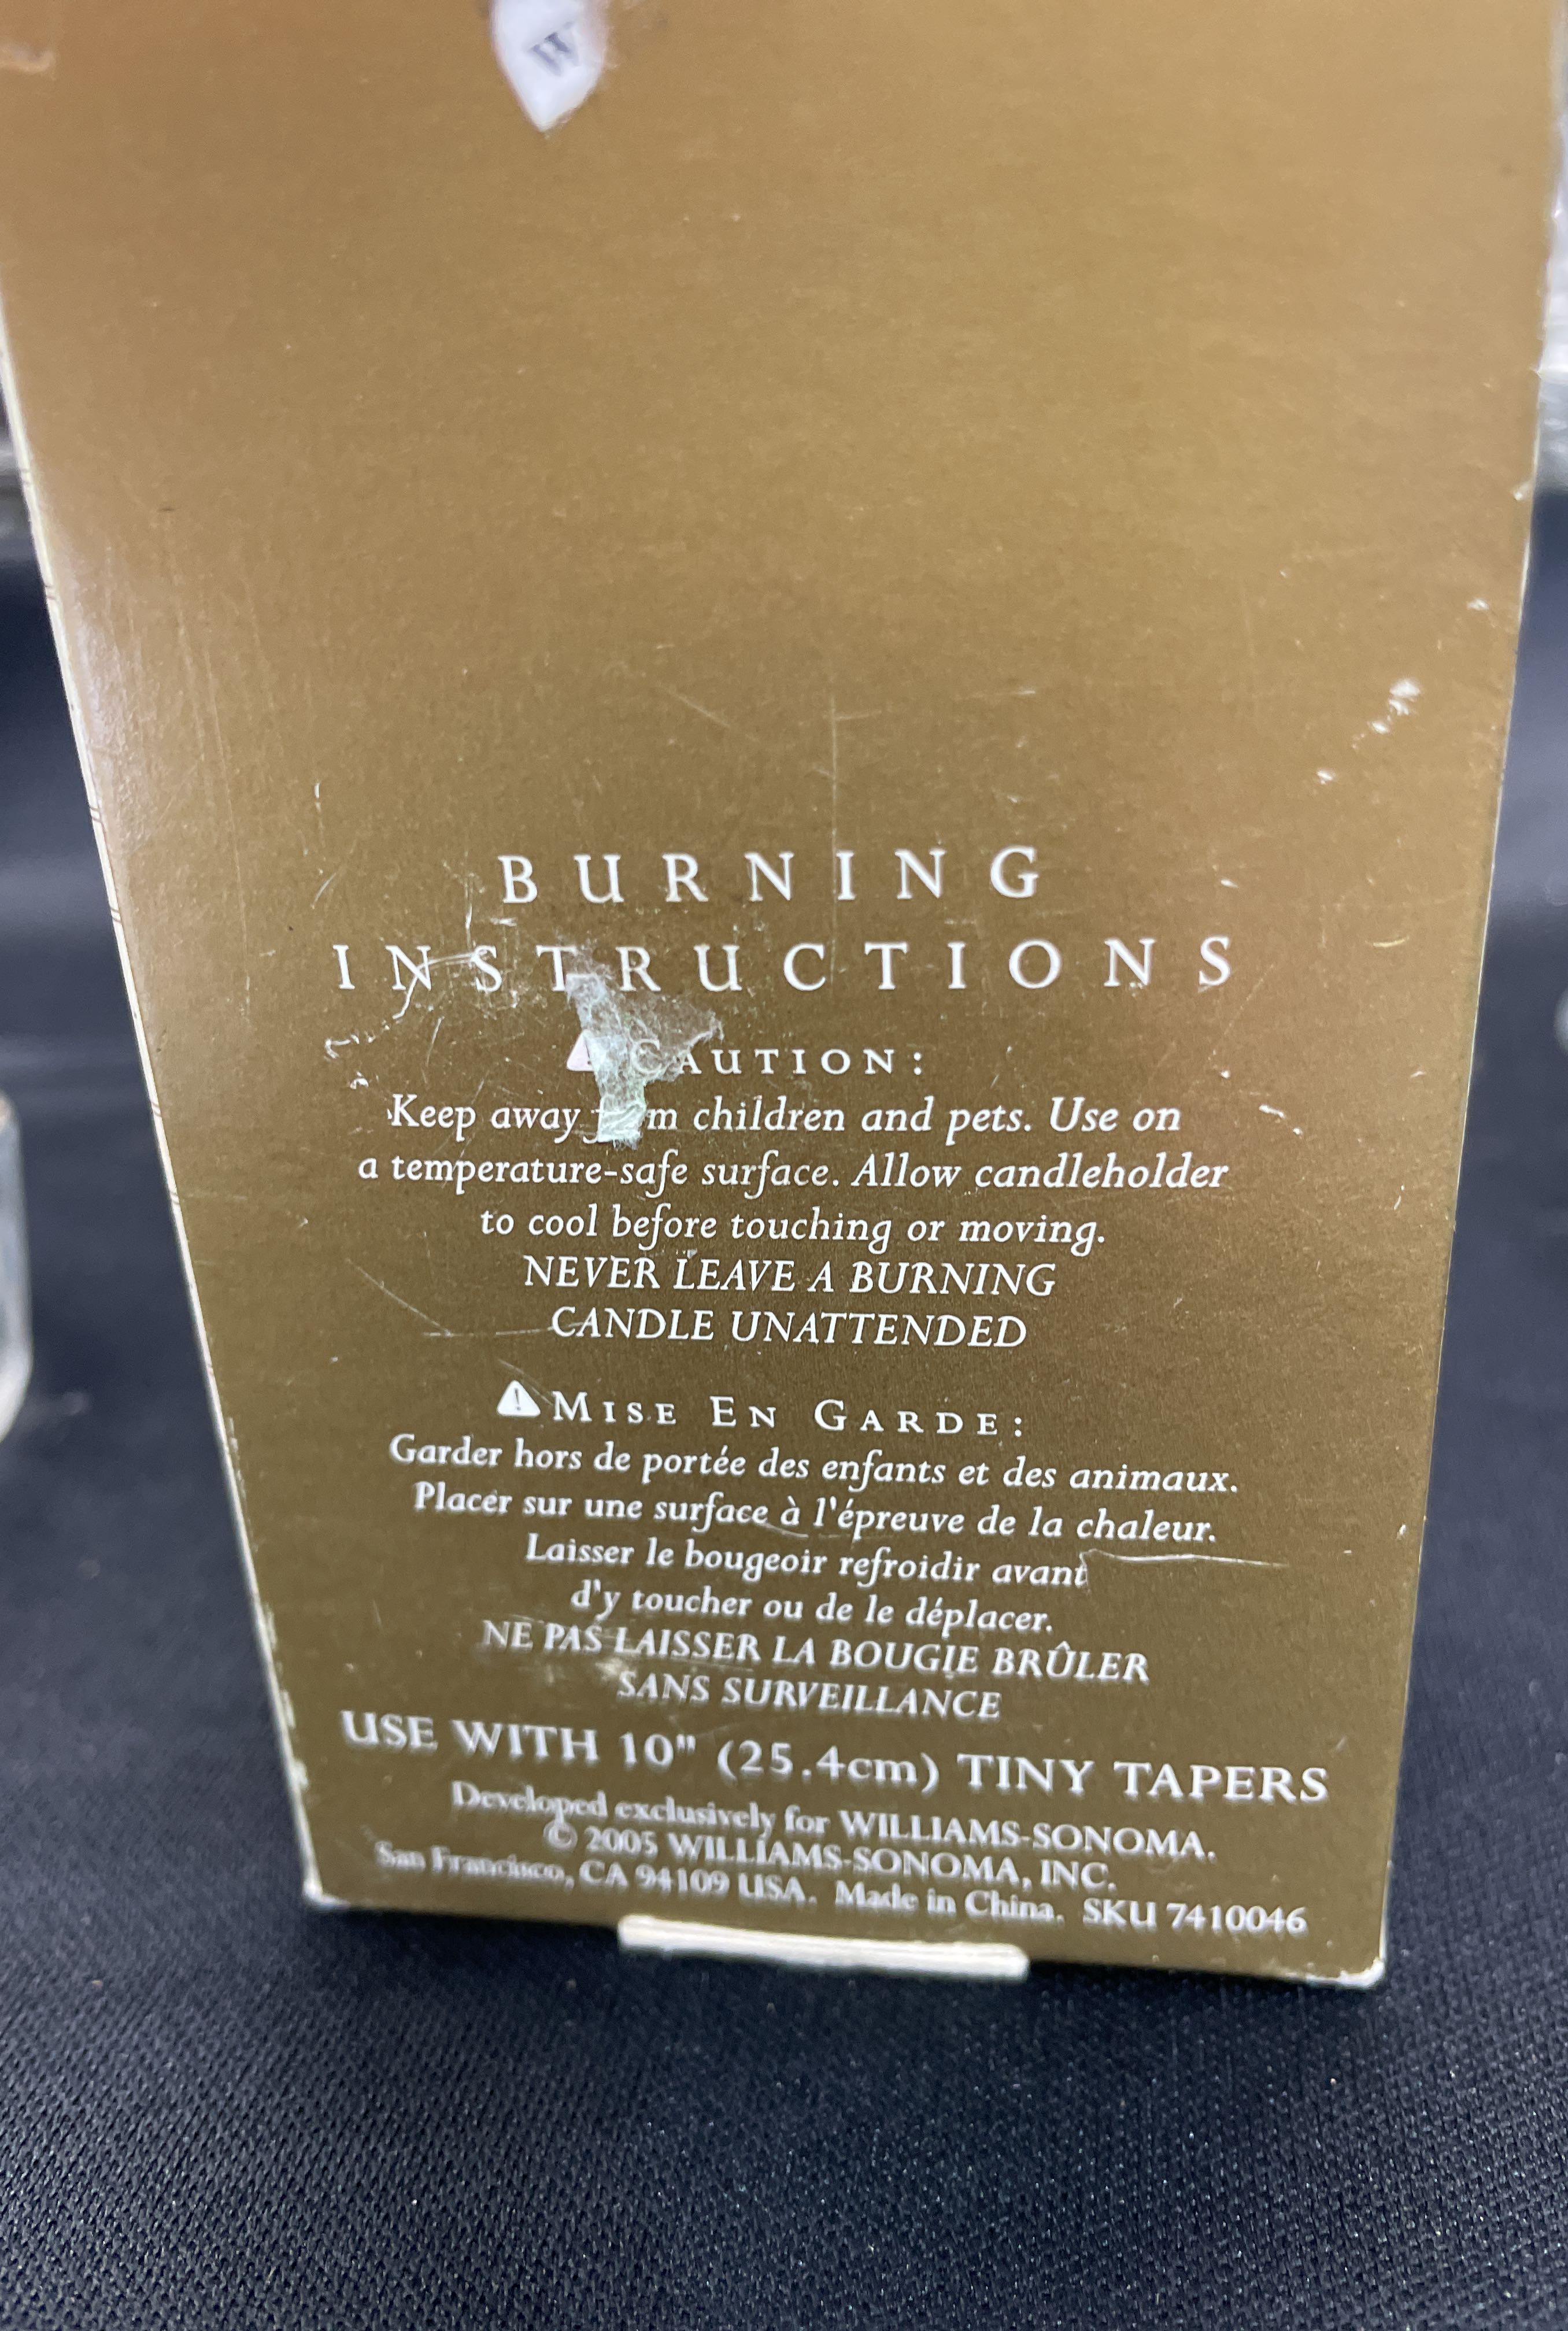 W
BURNING
INSTRUCTIONS
CAUTION:
Keep away m children and pets. Use on
a temperature-safe surface. Allow candleholder
to cool before touching or moving.
NEVER LEAVE A BURNING
CANDLE UNATTENDED
MISE EN GARDE:
Garder hors de portée des enfants et des animaux.
Placer sur une surface à l'épreuve de la chaleur.
Laisser le bougeoir refroidir avant
d'y toucher ou de le déplacer.
NE PAS LAISSER LA BOUGIE BRÛLER
SANS SURVEILLANCE
USE WITH 10" (25.4cm) TINY TAPERS
Developed exclusively for WILLIAMS-SONOMA.
© 2005 WILLIAMS-SONOMA, INC.
San Francisco, CA 94109 USA. Made in China. SKU 7410046